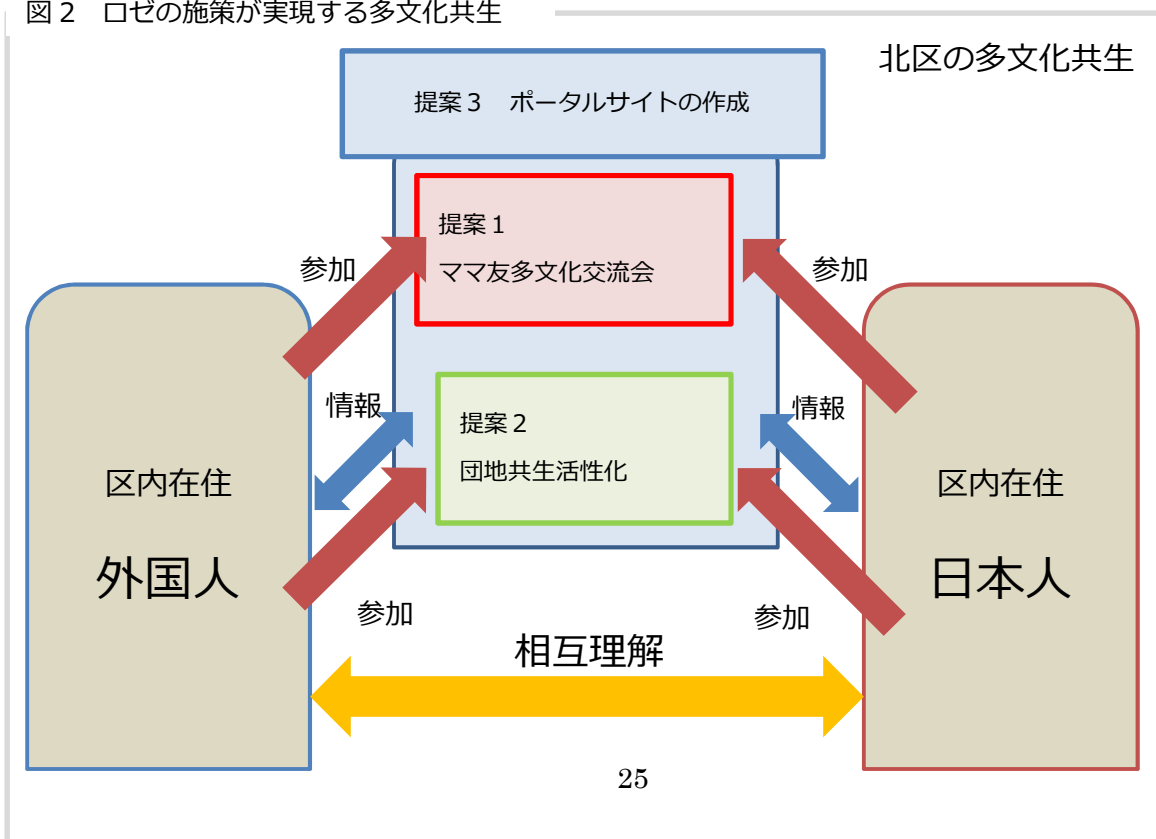 図２　ロゼの施策が実現する多文化共生
北区の多文化共生
提案３　ポータルサイトの作成
提案１
ママ友多文化交流会
参加
参加
情報
情報
提案２
団地共生活性化
区内在住
外国人
区内在住
日本人
参加
参加
相互理解
25